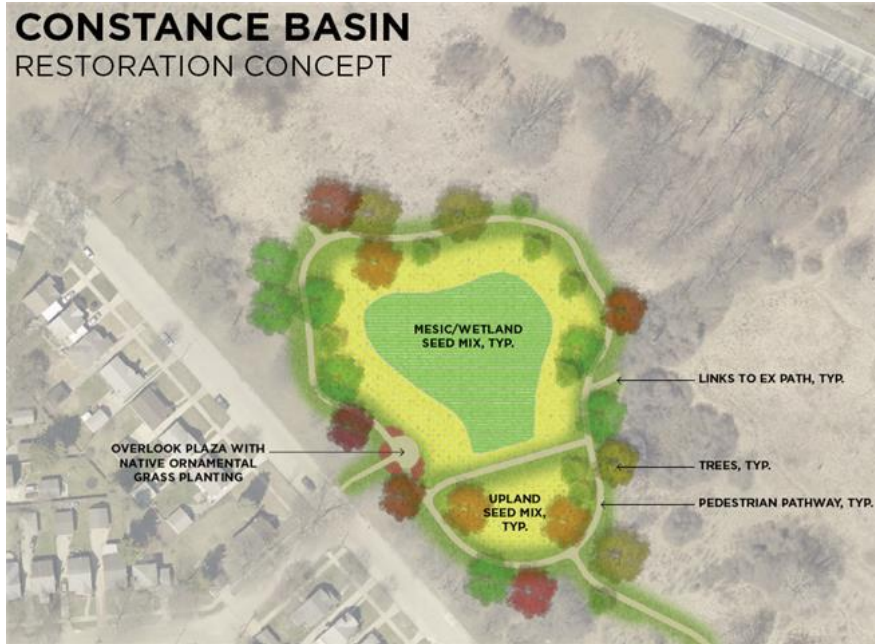 CONSTANCE BASIN
RESTORATION CONCEPT
MESIC/WETLAND
SEED MIX, TYP.
LINKS TO EX PATH, TYP.
OVERLOOK PLAZA WITH
NATIVE ORNAMENTAL
GRASS PLANTING
TREES, TYP.
UPLAND
SEED MIX,
TYP.
PEDESTRIAN PATHWAY, TYP.